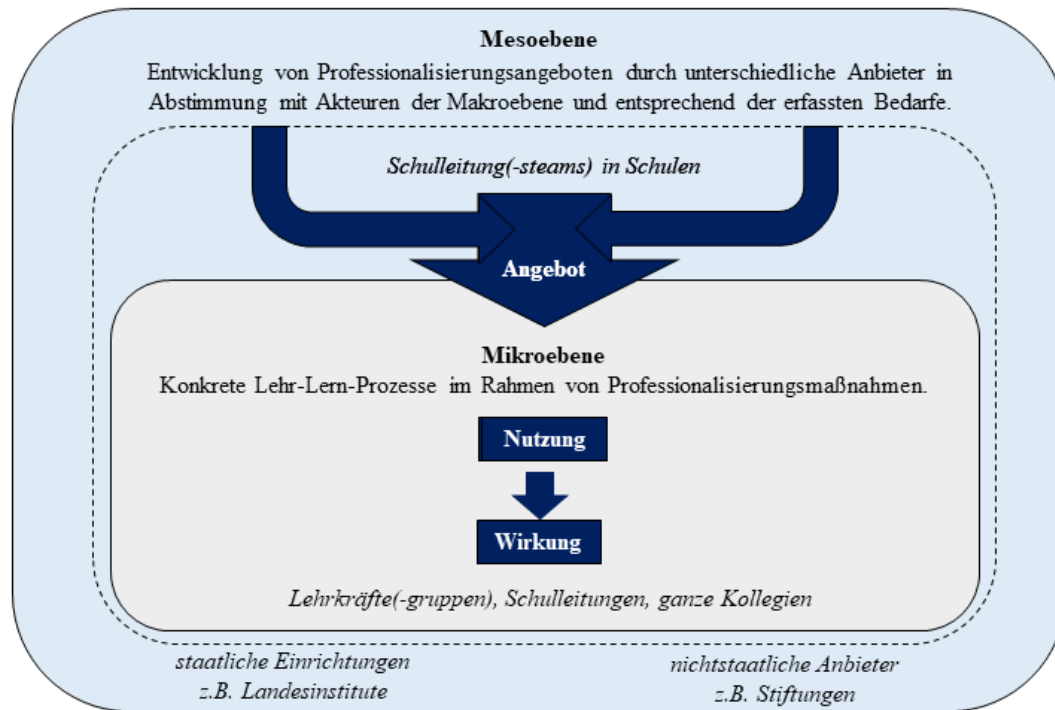 Mesoebene
Entwicklung von Professionalisierungsangeboten durch unterschiedliche Anbieter in
Abstimmung mit Akteuren der Makroebene und entsprechend der erfassten Bedarfe.
Schulleitung(-steams) in Schulen
Angebot
Mikroebene
Konkrete Lehr-Lern-Prozesse im Rahmen von Professionalisierungsmaßnahmen.
Nutzung
Wirkung
Lehrkräfte(-gruppen), Schulleitungen, ganze Kollegien
staatliche Einrichtungen
z.B. Landesinstitute
nichtstaatliche Anbieter
z.B. Stiftungen